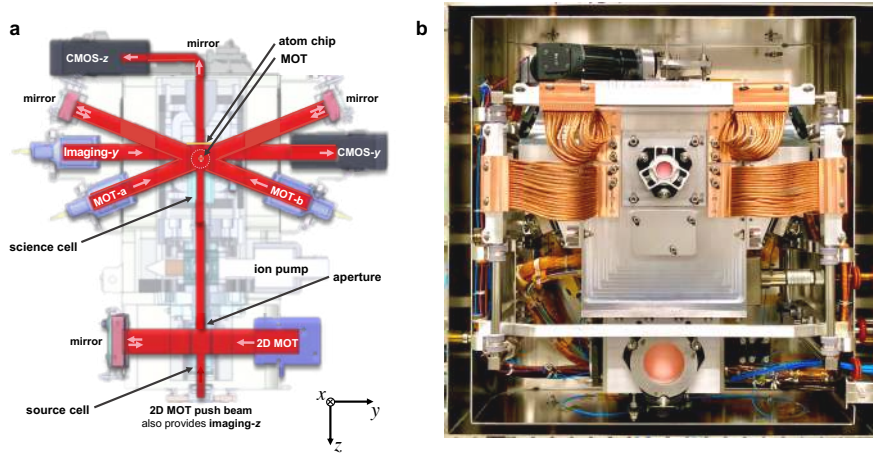 a
b
mirror
atom chip
MOT
CMOS-z
mirror
mirror
Imaging-y
CMOS-y
MOT-a
MOT-b
science cell
ion pump
aperture
mirror
2D MOT
source cell
2D MOT push beam
also provides imaging-z
x
y
z